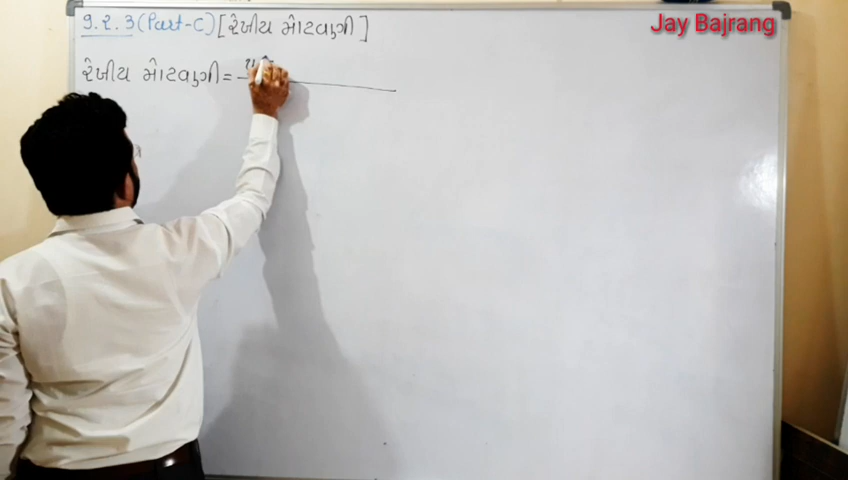 Jay Bajrang
9.2.3 (Part-C) [રેખીય મોટવણી]
રેખીય મોટવણી =